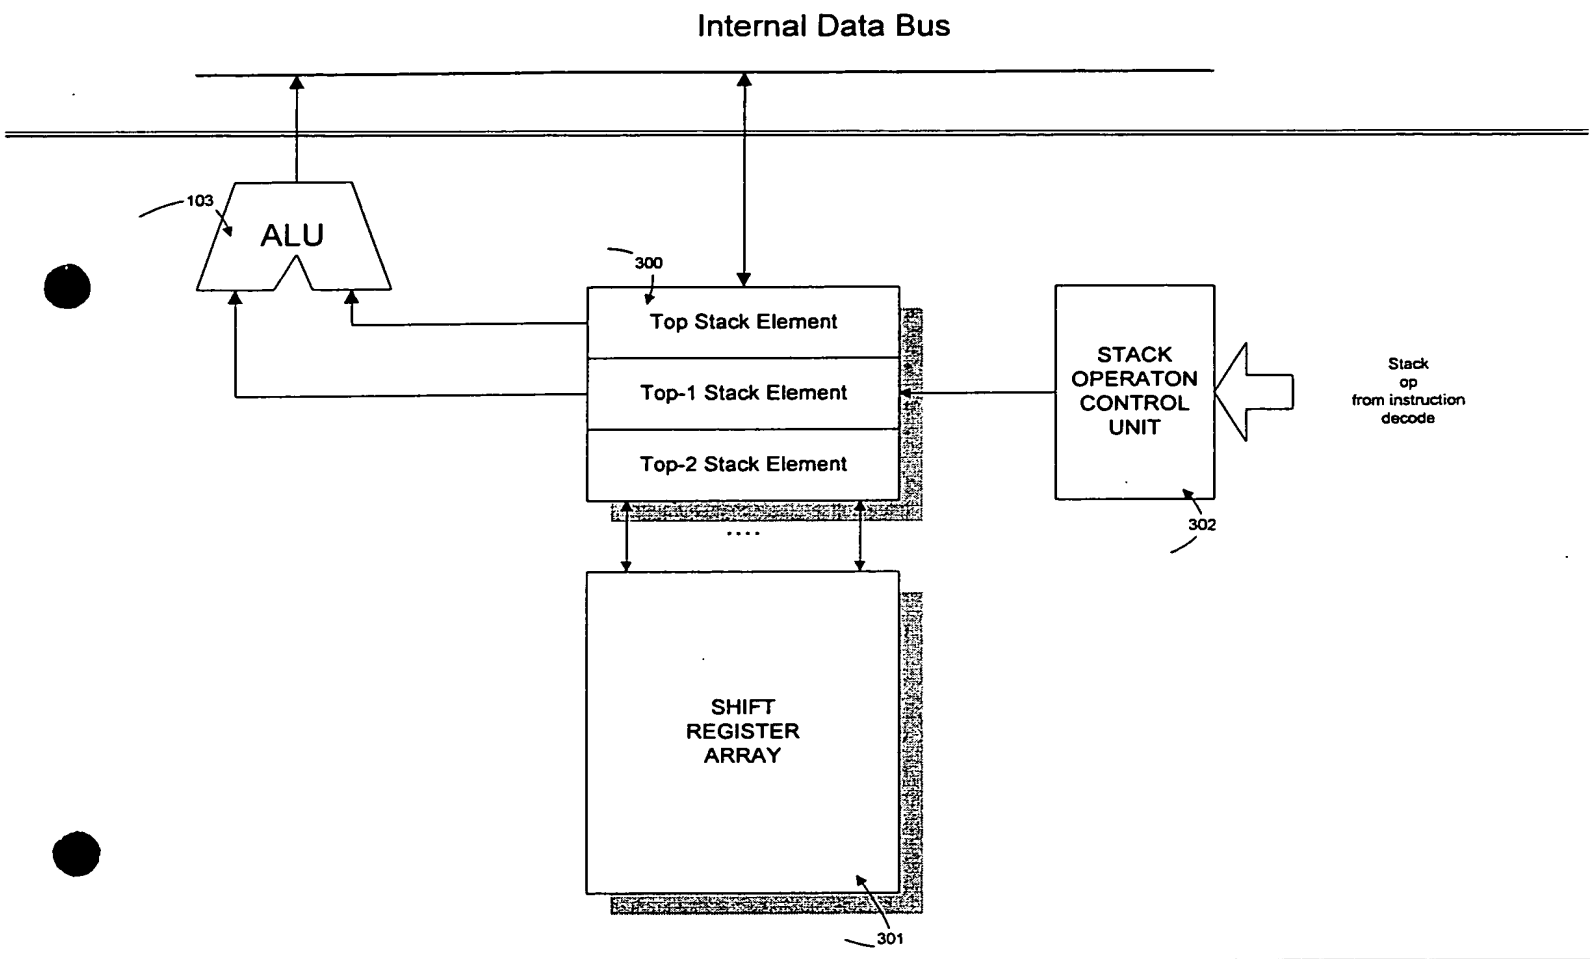 Internal Data Bus
103
ALU
300
Top Stack Element
Top-1 Stack Element
Top-2 Stack Element
....
STACK
OPERATON
CONTROL
UNIT
302
Stack
op
from instruction
decode
SHIFT
REGISTER
ARRAY
301